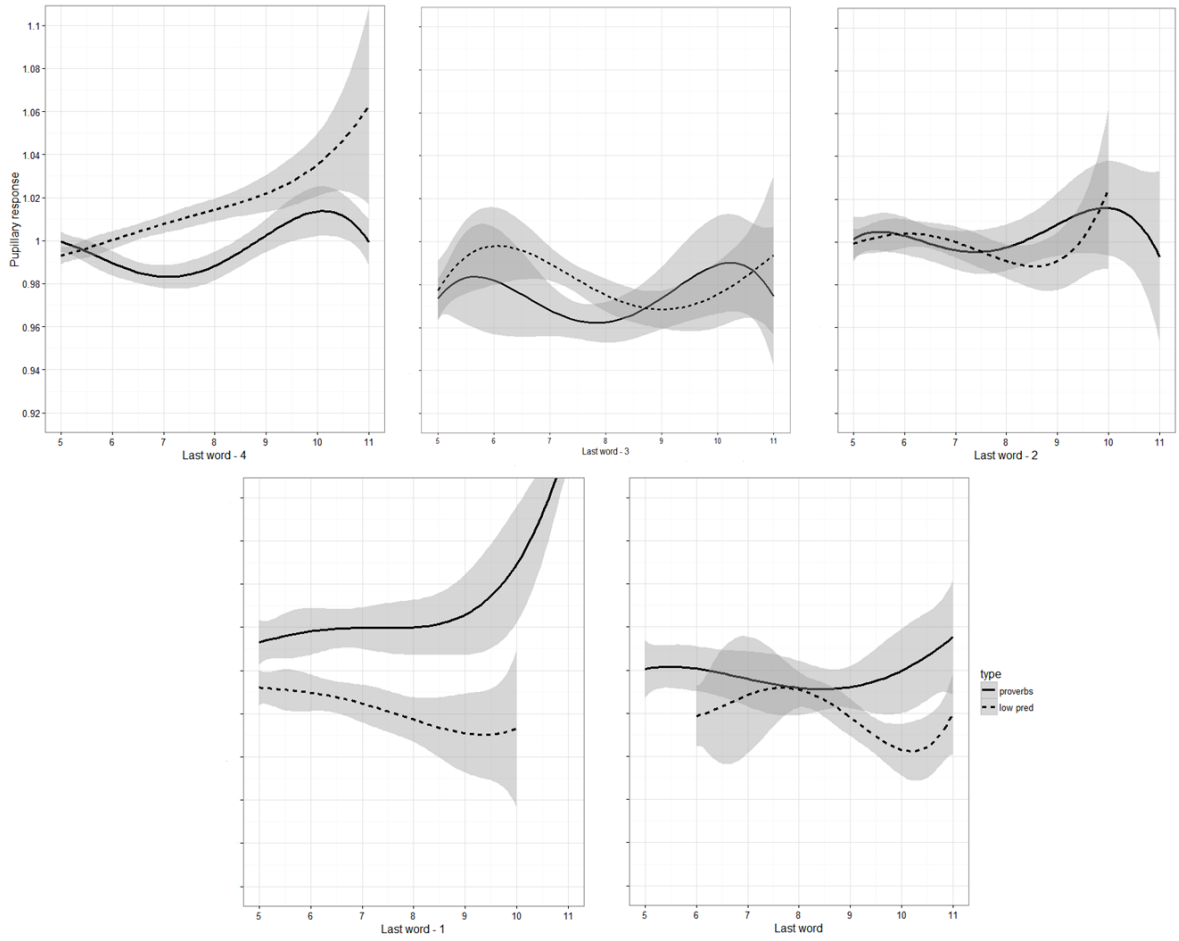 1.1
1.08
1.06
1.04
1.02
1
0.98
0.96
0.94
0.92
Pupillary response
5 6 7 8 9 10 11
Last word - 4
5 6 7 8 9 10 11
Last word - 3
5 6 7 8 9 10 11
Last word - 2
5 6 7 8 9 10 11
Last word - 1
5 6 7 8 9 10 11
Last word
type
proverbs
low pred